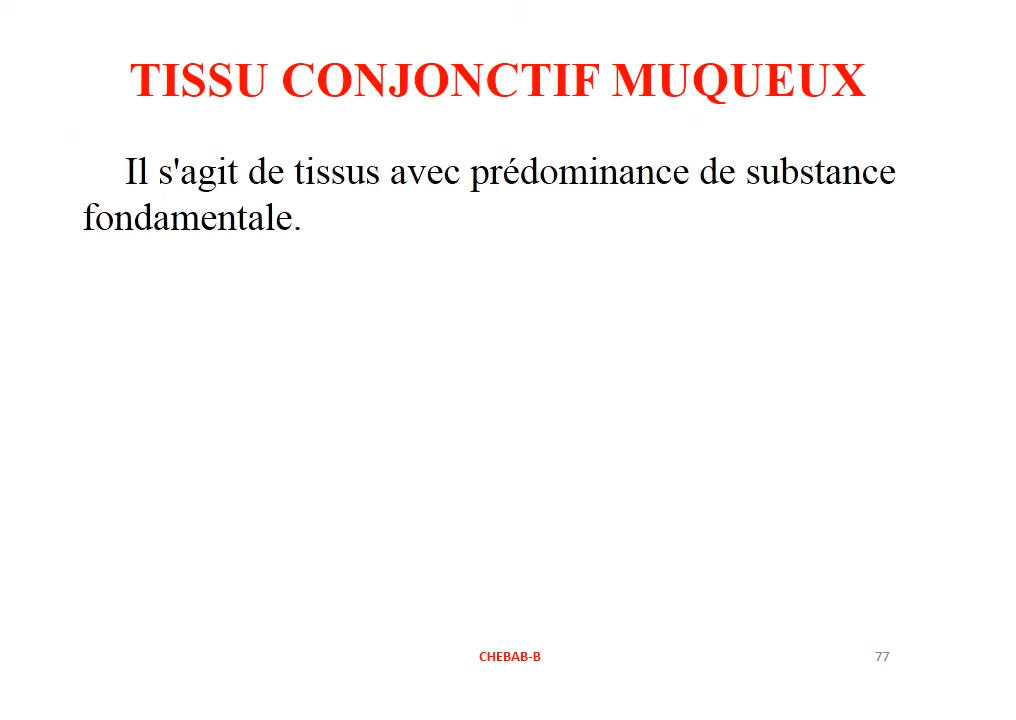 TISSU CONJONCTIF MUQUEUX
Il s'agit de tissus avec prédominance de substance
fondamentale.
CHEBAB-B
77